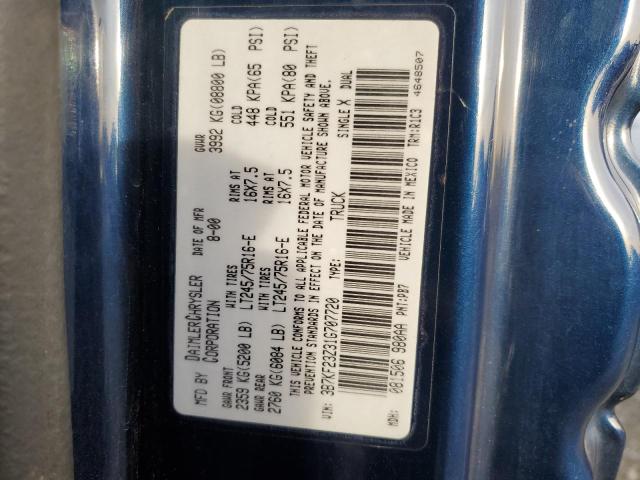 MFD BY DAIMLERCHRYSLER CORPORATION DATE OF MFR 8-00 GVWR 3992 KG(08800 LB)
GAWR FRONT WITH TIRES RIMS AT COLD
2359 KG(5200 LB) LT245/75R16-E 16X7.5 448 KPA(65 PSI)
GAWR REAR WITH TIRES RIMS AT COLD
2760 KG(6084 LB) LT245/75R16-E 16X7.5 551 KPA(80 PSI)
THIS VEHICLE CONFORMS TO ALL APPLICABLE FEDERAL MOTOR VEHICLE SAFETY AND THEFT
PREVENTION STANDARDS IN EFFECT ON THE DATE OF MANUFACTURE SHOWN ABOVE.
VIN: 3B7KF23Z31G707720 TYPE: TRUCK SINGLE X DUAL
MDH: 081506 980AA PNT:PB7 VEHICLE MADE IN MEXICO TRM:R1C3 4648507